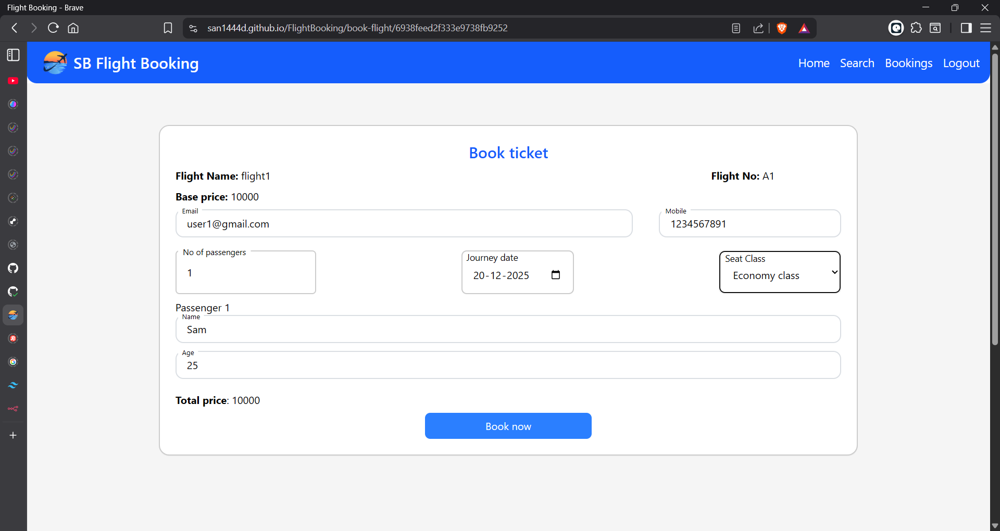 Flight Booking - Brave
san1444d.github.io/FlightBooking/book-flight/6938feed2f333e9738fb9252
SB Flight Booking
Home Search Bookings Logout
Book ticket
Flight Name: flight1 Flight No: A1
Base price: 10000
Email Mobile
user1@gmail.com 1234567891
No of passengers Journey date Seat Class
1 20-12-2025 Economy class
Passenger 1
Name
Sam
Age
25
Total price: 10000
Book now